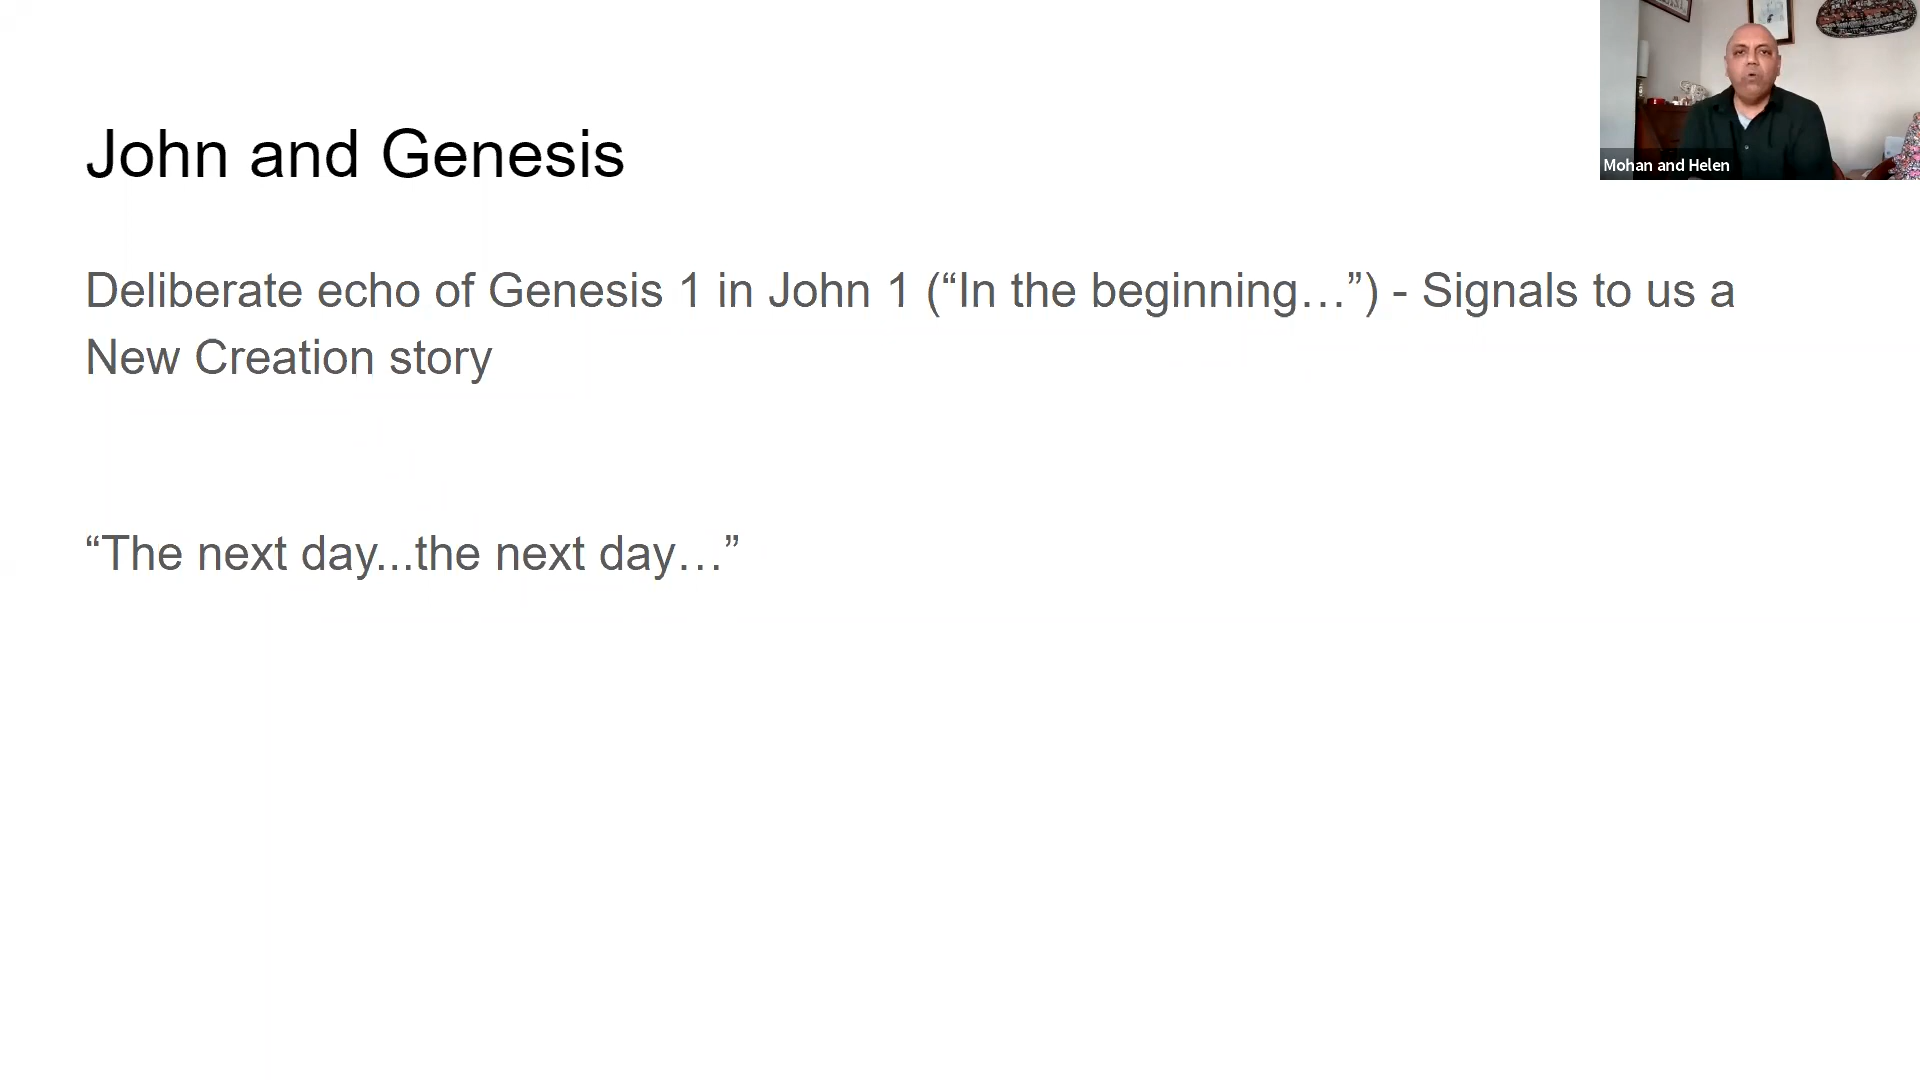 John and Genesis
Deliberate echo of Genesis 1 in John 1 (“In the beginning…”) - Signals to us a
New Creation story
“The next day...the next day…”
Mohan and Helen